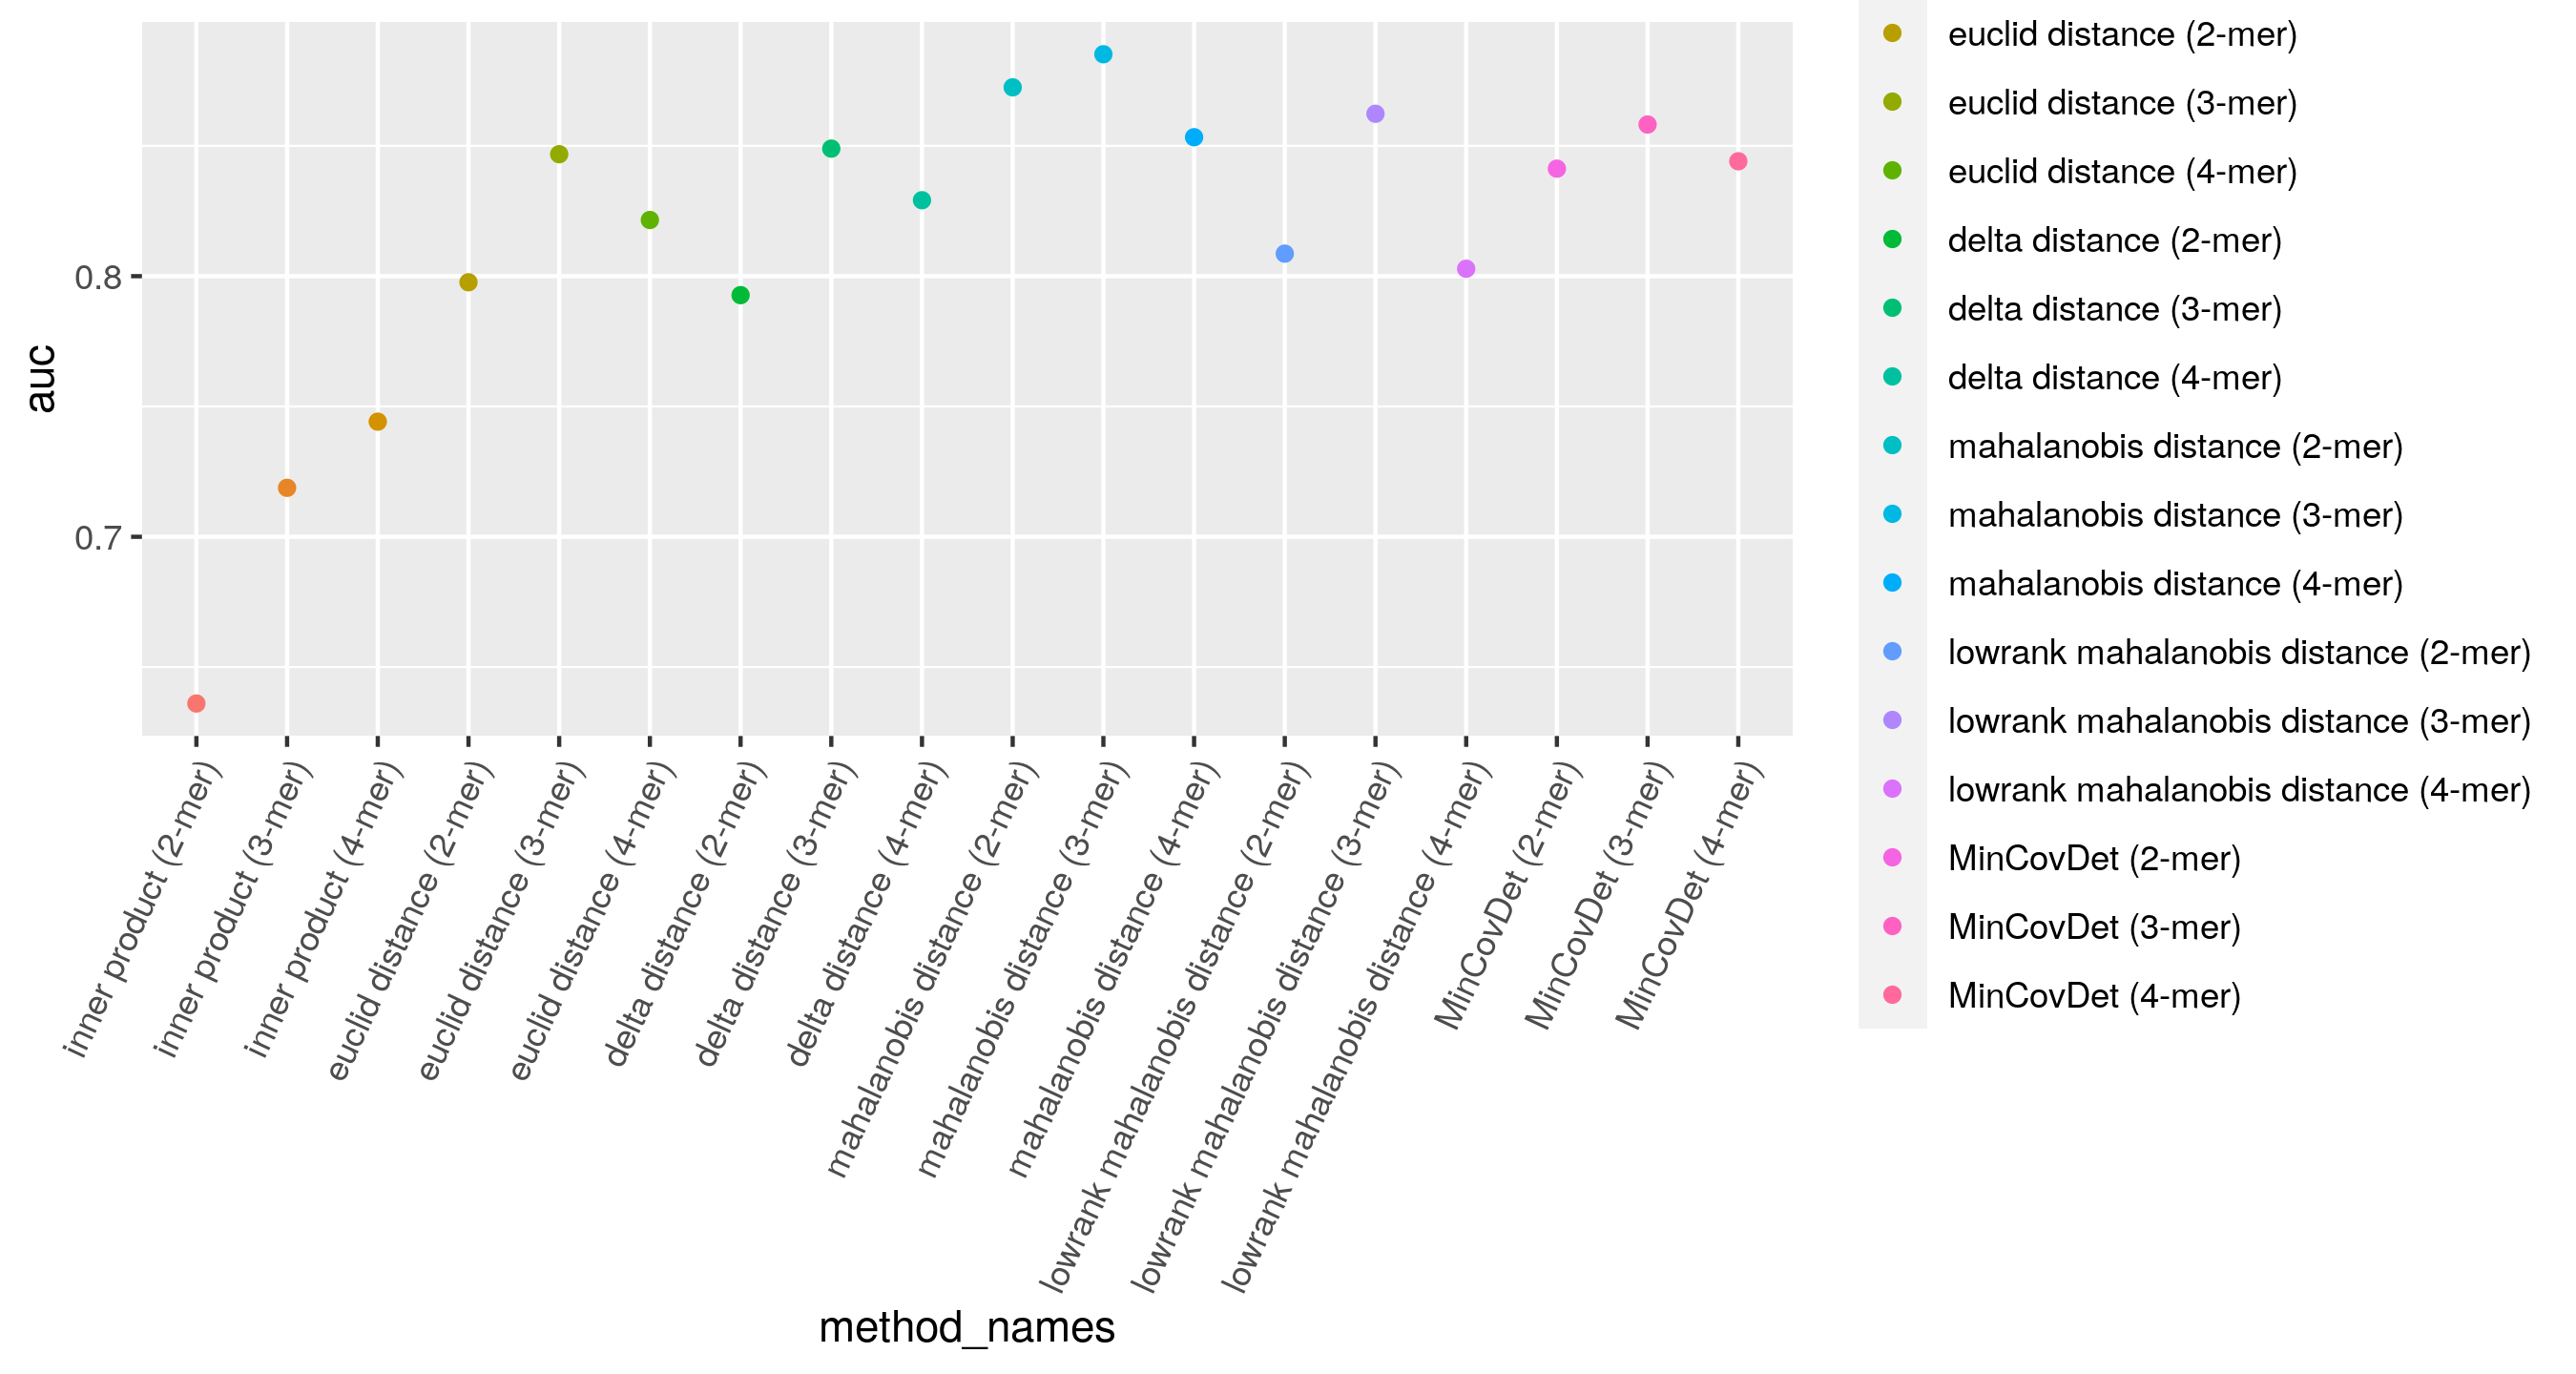 auc
0.8
0.7
inner product (2-mer)
inner product (3-mer)
inner product (4-mer)
euclid distance (2-mer)
euclid distance (3-mer)
euclid distance (4-mer)
delta distance (2-mer)
delta distance (3-mer)
delta distance (4-mer)
mahalanobis distance (2-mer)
mahalanobis distance (3-mer)
mahalanobis distance (4-mer)
lowrank mahalanobis distance (2-mer)
lowrank mahalanobis distance (3-mer)
lowrank mahalanobis distance (4-mer)
MinCovDet (2-mer)
MinCovDet (3-mer)
MinCovDet (4-mer)
method_names
euclid distance (2-mer)
euclid distance (3-mer)
euclid distance (4-mer)
delta distance (2-mer)
delta distance (3-mer)
delta distance (4-mer)
mahalanobis distance (2-mer)
mahalanobis distance (3-mer)
mahalanobis distance (4-mer)
lowrank mahalanobis distance (2-mer)
lowrank mahalanobis distance (3-mer)
lowrank mahalanobis distance (4-mer)
MinCovDet (2-mer)
MinCovDet (3-mer)
MinCovDet (4-mer)